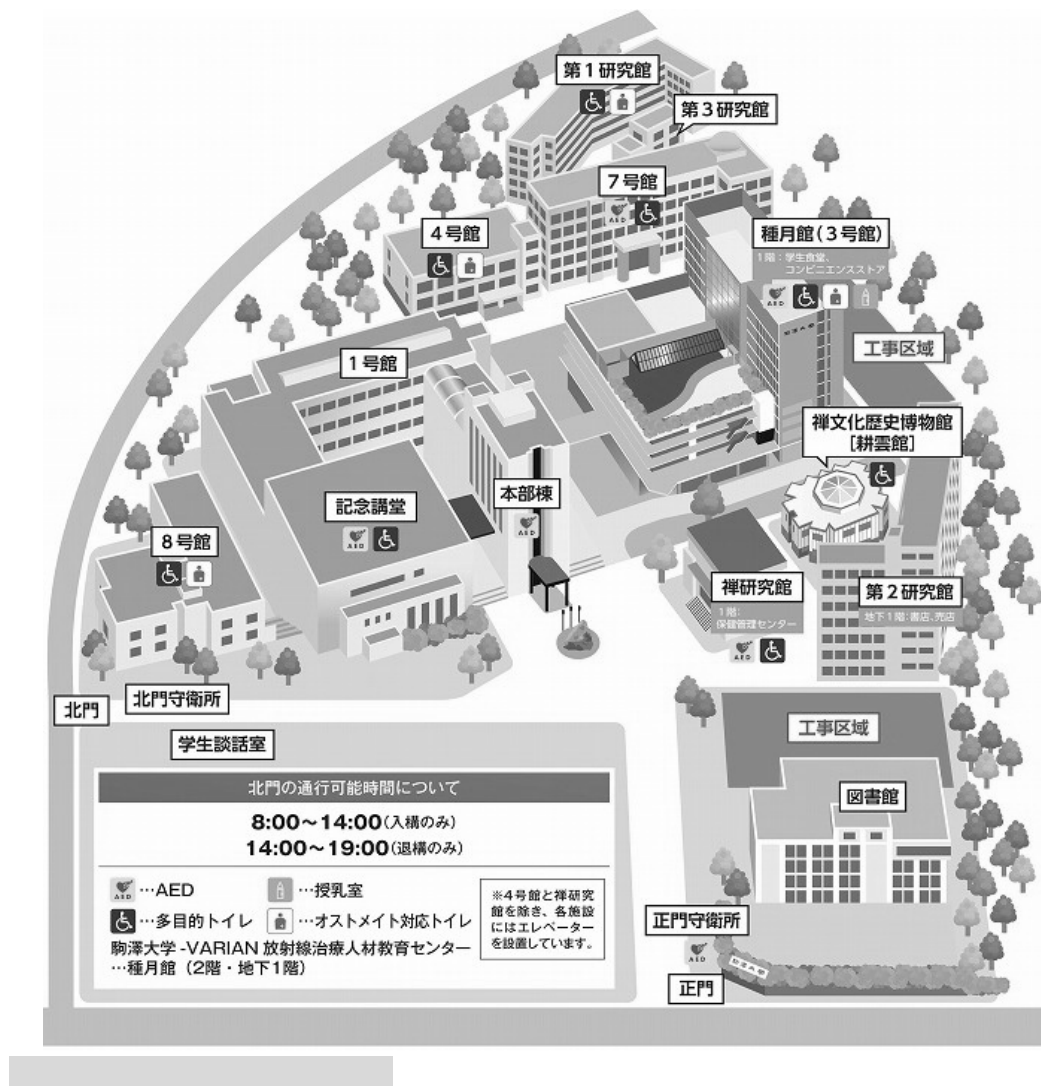 第1研究館
第3研究館
7号館
AED
4号館
種月館(3号館)
1階：学生食堂、
コンビニエンスストア
AED
工事区域
1号館
禅文化歴史博物館
[耕雲館]
本部棟
AED
記念講堂
AED
8号館
禅研究館
1階：
保健管理センター
AED
第2研究館
地下1階：書店、売店
北門
北門守衛所
学生談話室
工事区域
図書館
北門の通行可能時間について
8:00〜14:00(入構のみ)
14:00〜19:00(退構のみ)
AED…AED
…授乳室
…多目的トイレ
…オストメイト対応トイレ
※4号館と禅研究
館を除き、各施設
にはエレベーター
を設置しています。
駒澤大学-VARIAN 放射線治療人材教育センター
…種月館（2階・地下1階）
正門守衛所
AED
正門